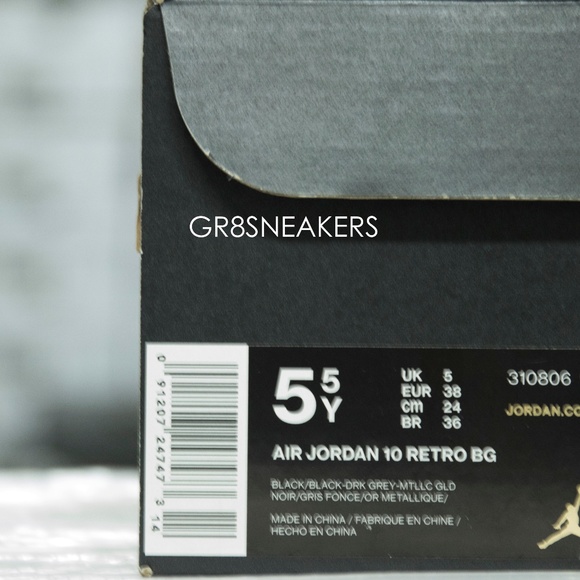 GR8SNEAKERS
0 91207 24747 3 14
5 5 Y
UK 5
EUR 38
cm 24
BR 36
310806
JORDAN.CO
AIR JORDAN 10 RETRO BG
BLACK/BLACK-DRK GREY-MTLLC GLD
NOIR/GRIS FONCE/OR METALLIQUE/
MADE IN CHINA / FABRIQUE EN CHINE /
HECHO EN CHINA